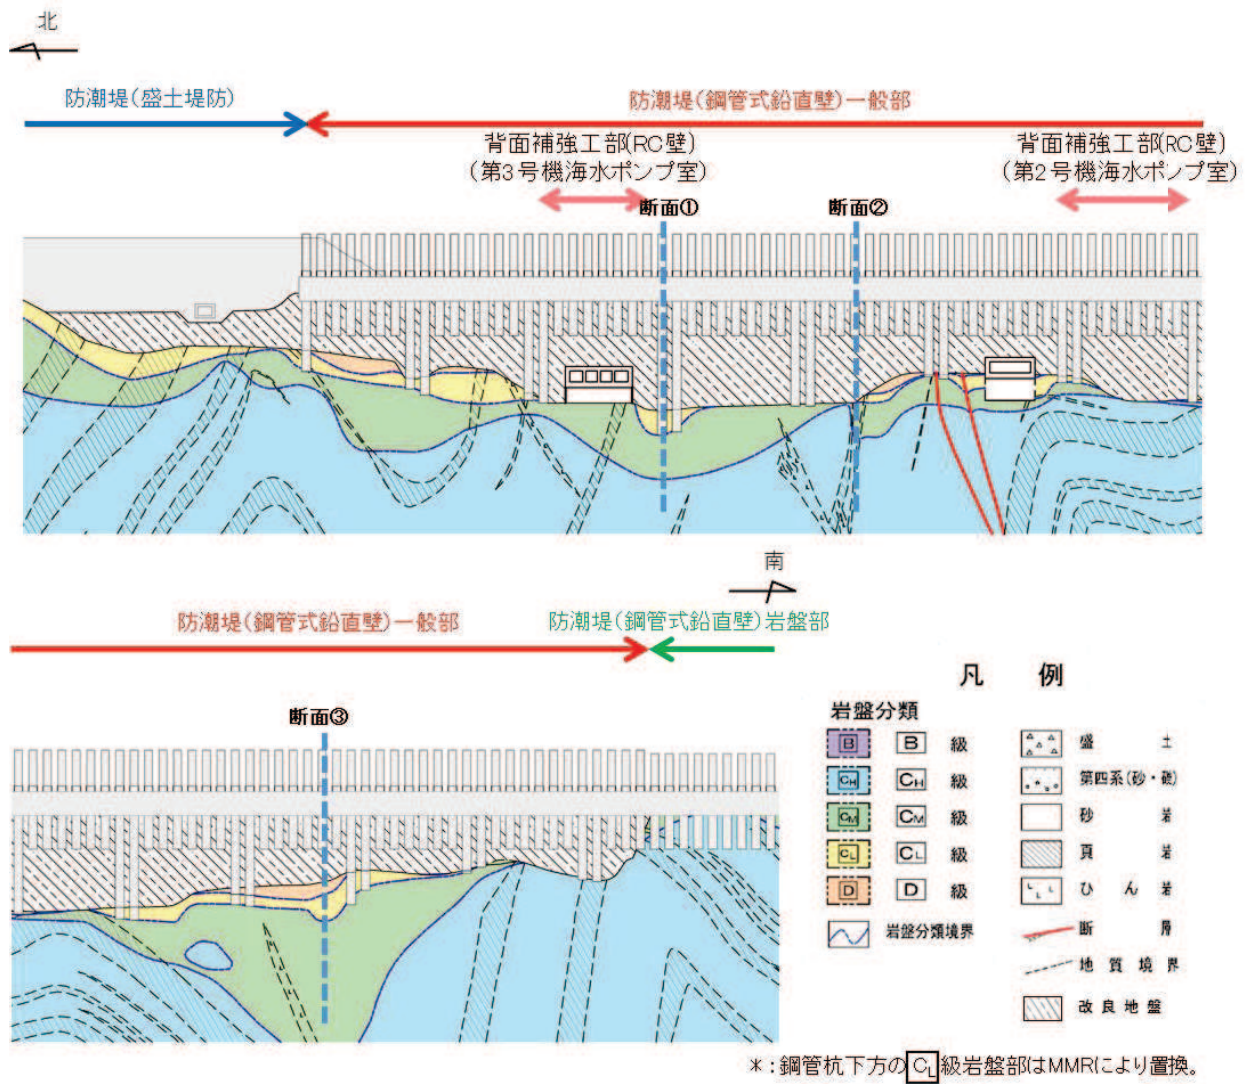 北
防潮堤(盛土堤防)
防潮堤(鋼管式鉛直壁)一般部
背面補強工部(RC壁)
(第3号機海水ポンプ室)
背面補強工部(RC壁)
(第2号機海水ポンプ室)
断面①
断面②
南
防潮堤(鋼管式鉛直壁)一般部
防潮堤(鋼管式鉛直壁)岩盤部
断面③
凡 例
岩盤分類
B B 級
CH CH 級
CM CM 級
CL CL 級
D D 級
岩盤分類境界
盛 土
第四系(砂・礫)
砂 岩
頁 岩
ひ ん 岩
断 層
地 質 境 界
改 良 地 盤
*:鋼管杭下方のCL級岩盤部はMMRにより置換。